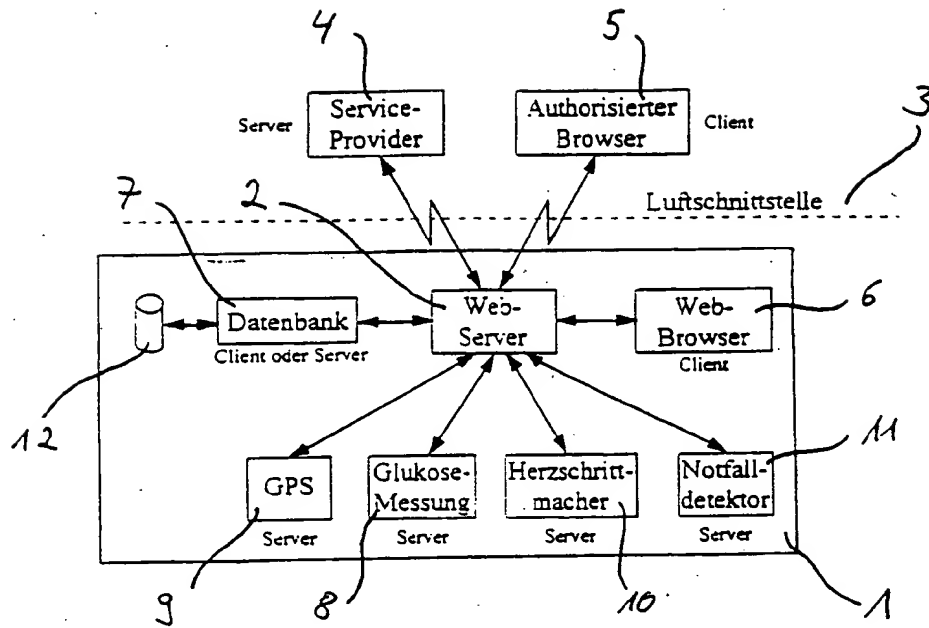 4
5
3
Server
Service-
Provider
Authorisierter
Browser
Client
7
2
Luftschnittstelle
Datenbank
Client oder Server
Web-
Server
Web-
Browser
Client
6
12
11
GPS
Server
Glukose-
Messung
Server
Herzschritt-
macher
Server
Notfall-
detektor
Server
9
8
10
1